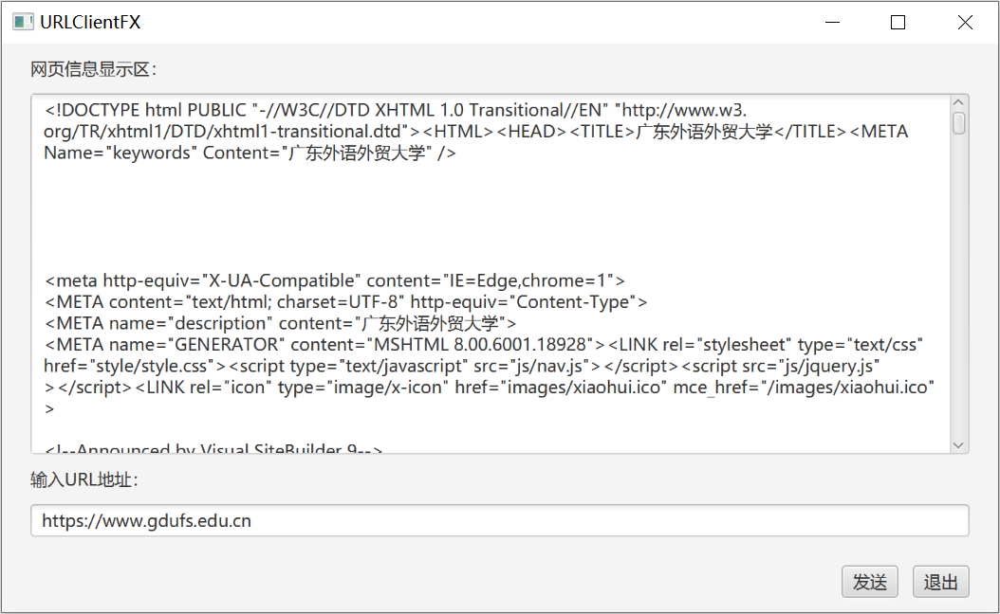 URLClientFX
网页信息显示区：
<!DOCTYPE html PUBLIC "-//W3C//DTD XHTML 1.0 Transitional//EN" "http://www.w3.
org/TR/xhtml1/DTD/xhtml1-transitional.dtd"><HTML><HEAD><TITLE>广东外语外贸大学</TITLE><META
Name="keywords" Content="广东外语外贸大学" />
<meta http-equiv="X-UA-Compatible" content="IE=Edge,chrome=1">
<META content="text/html; charset=UTF-8" http-equiv="Content-Type">
<META name="description" content="广东外语外贸大学">
<META name="GENERATOR" content="MSHTML 8.00.6001.18928"><LINK rel="stylesheet" type="text/css"
href="style/style.css"><script type="text/javascript" src="js/nav.js"></script><script src="js/jquery.js"
></script><LINK rel="icon" type="image/x-icon" href="images/xiaohui.ico" mce_href="/images/xiaohui.ico"
>
<!--Announced by Visual SiteBuilder 9-->
输入URL地址：
https://www.gdufs.edu.cn
发送 退出